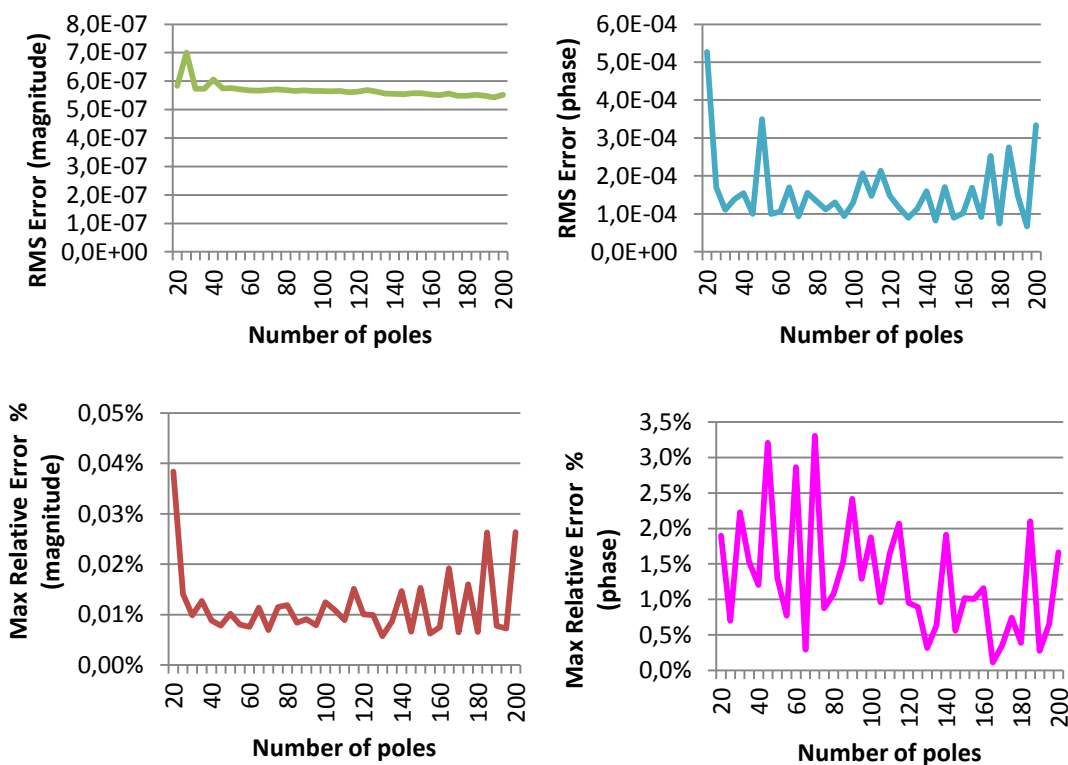 RMS Error (magnitude)
8,0E-07
7,0E-07
6,0E-07
5,0E-07
4,0E-07
3,0E-07
2,0E-07
1,0E-07
0,0E+00
20
40
60
80
100
120
140
160
180
200
Number of poles
RMS Error (phase)
6,0E-04
5,0E-04
4,0E-04
3,0E-04
2,0E-04
1,0E-04
0,0E+00
20
40
60
80
100
120
140
160
180
200
Number of poles
Max Relative Error %
(magnitude)
0,05%
0,04%
0,03%
0,02%
0,01%
0,00%
20
40
60
80
100
120
140
160
180
200
Number of poles
Max Relative Error %
(phase)
3,5%
3,0%
2,5%
2,0%
1,5%
1,0%
0,5%
0,0%
20
40
60
80
100
120
140
160
180
200
Number of poles